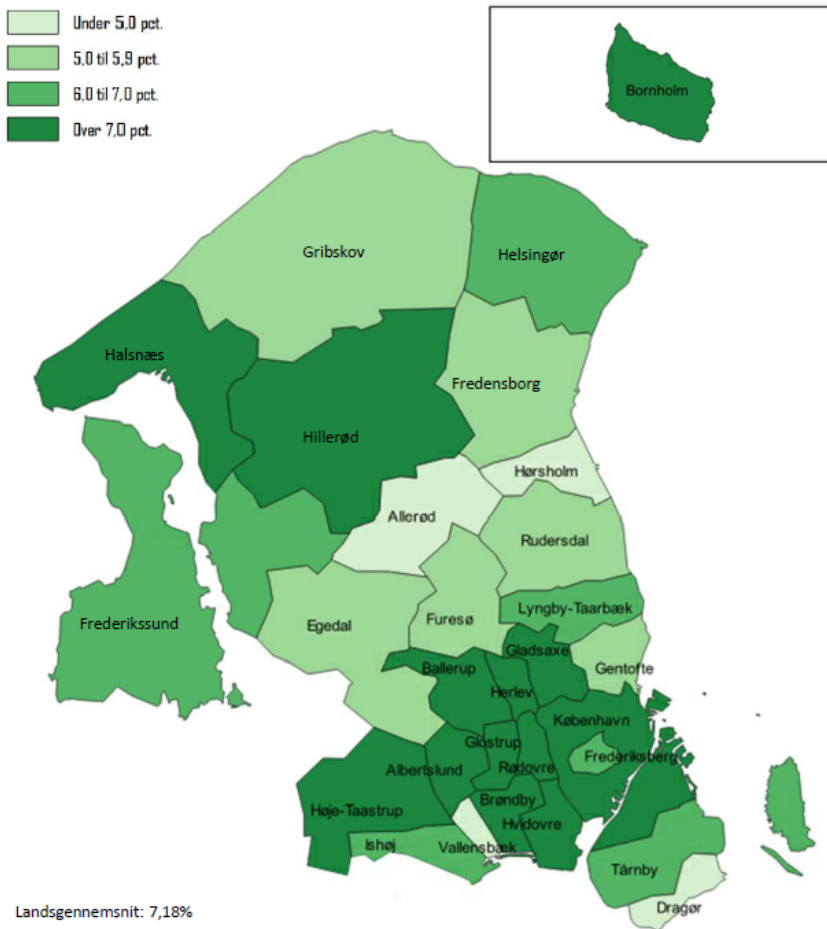 Under 5,0 pct.
5,0 til 5,9 pct.
6,0 til 7,0 pct.
Over 7,0 pct.
Bornholm
Gribskov
Helsingør
Halsnæs
Fredensborg
Hillerød
Hørsholm
Allerød
Rudersdal
Lyngby-Taarbæk
Frederikssund
Egedal
Furesø
Gladsaxe
Ballerup
Gentofte
Herlev
København
Glostrup
Frederiksberg
Albertslund
Rødovre
Brøndby
Høje-Taastrup
Hvidovre
Ishøj
Vallensbæk
Tárnby
Dragør
Landsgennemsnit: 7,18%